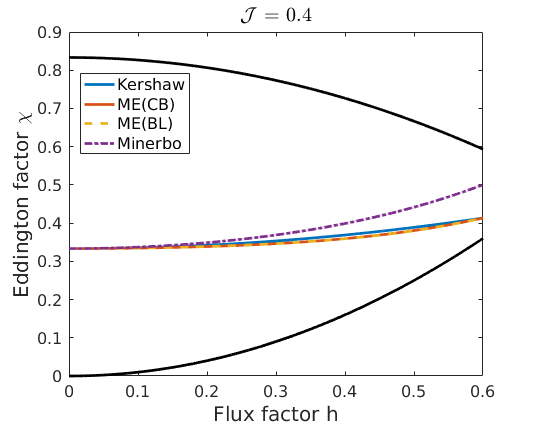 𝒥 = 0.4
Eddington factor χ
0.9
0.8
0.7
0.6
0.5
0.4
0.3
0.2
0.1
0
Kershaw
ME(CB)
ME(BL)
Minerbo
0 0.1 0.2 0.3 0.4 0.5 0.6
Flux factor h